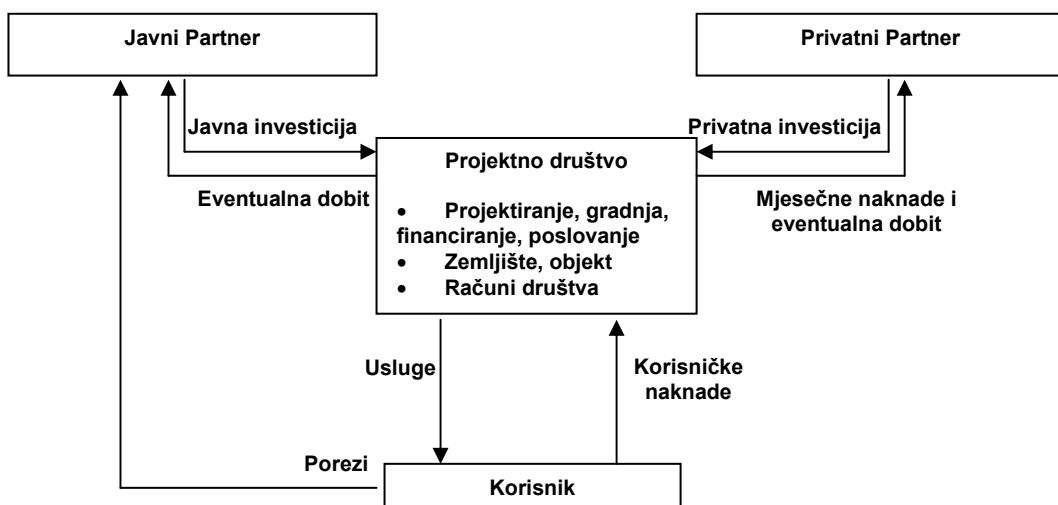 Javni Partner
Privatni Partner
Javna investicija
Privatna investicija
Projektno društvo
Eventualna dobit
Mjesečne naknade i
eventualna dobit
• Projektiranje, gradnja,
financiranje, poslovanje
• Zemljište, objekt
• Računi društva
Usluge
Korisničke
naknade
Porezi
Korisnik